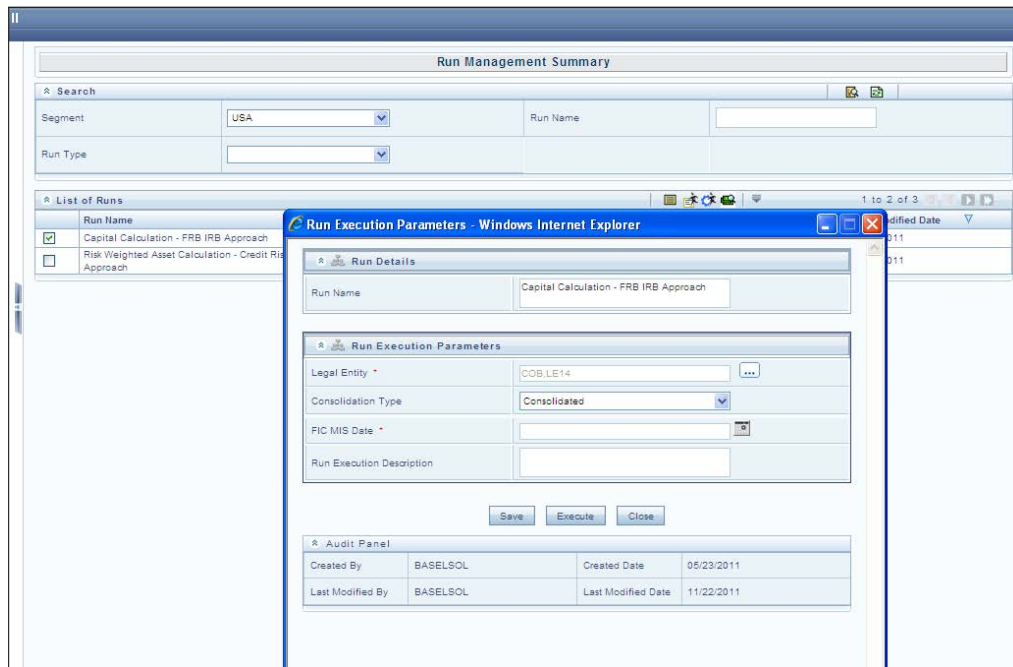 Run Management Summary
Search
Segment USA Run Name
Run Type
List of Runs 1 to 2 of 3
Run Name
dified Date
Capital Calculation - FRB IRB Approach
011
Risk Weighted Asset Calculation - Credit Ris
Approach
011
Run Execution Parameters - Windows Internet Explorer
Run Details
Run Name Capital Calculation - FRB IRB Approach
Run Execution Parameters
Legal Entity * COB,LE14 ...
Consolidation Type Consolidated
FIC MIS Date *
Run Execution Description
Save Execute Close
Audit Panel
Created By BASELSOL Created Date 05/23/2011
Last Modified By BASELSOL Last Modified Date 11/22/2011